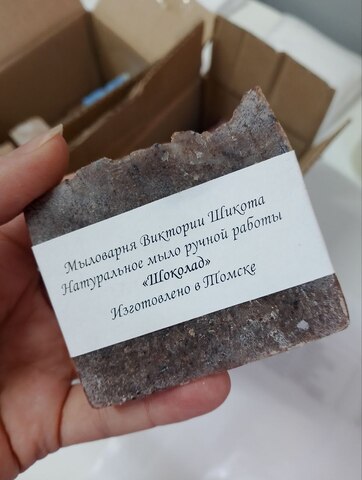 Мыловарня Виктории Шикота
Натуральное мыло ручной работы
«Шоколад»
Изготовлено в Томске